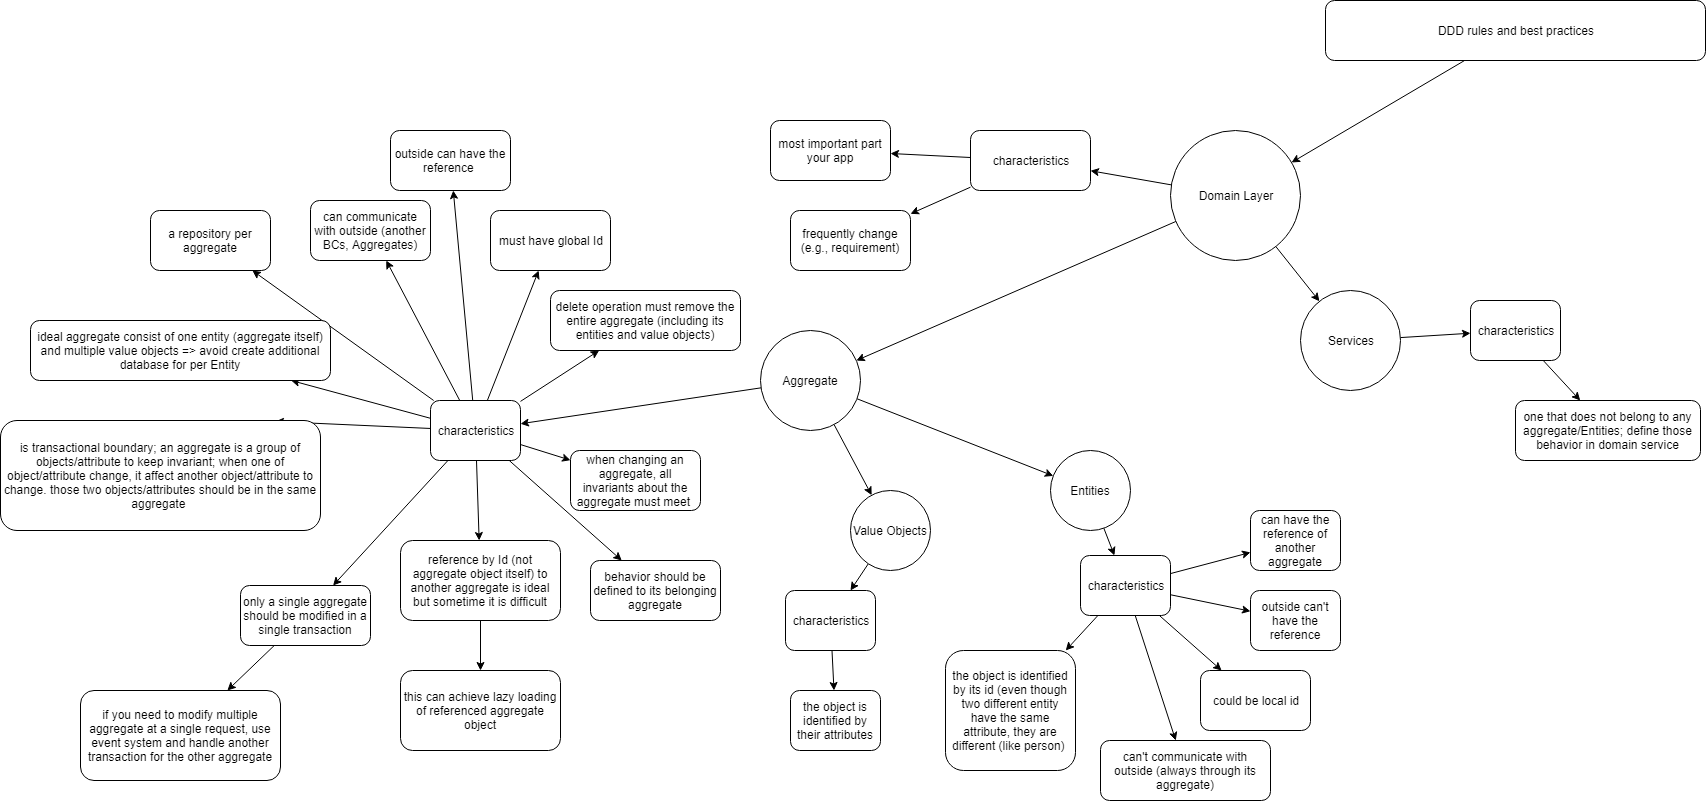 DDD rules and best practices
Domain Layer
characteristics
most important part
your app
frequently change
(e.g., requirement)
Services
characteristics
one that does not belong to any
aggregate/Entities; define those
behavior in domain service
Aggregate
characteristics
outside can have the
reference
can communicate
with outside (another
BCs, Aggregates)
a repository per
aggregate
must have global Id
delete operation must remove the
entire aggregate (including its
entities and value objects)
ideal aggregate consist of one entity (aggregate itself)
and multiple value objects => avoid create additional
database for per Entity
is transactional boundary; an aggregate is a group of
objects/attribute to keep invariant; when one of
object/attribute change, it affect another object/attribute to
change. those two objects/attributes should be in the same
aggregate
when changing an
aggregate, all
invariants about the
aggregate must meet
only a single aggregate
should be modified in a
single transaction
if you need to modify multiple
aggregate at a single request, use
event system and handle another
transaction for the other aggregate
reference by Id (not
aggregate object itself) to
another aggregate is ideal
but sometime it is difficult
this can achieve lazy loading
of referenced aggregate
object
behavior should be
defined to its belonging
aggregate
Value Objects
characteristics
the object is
identified by
their attributes
Entities
characteristics
can have the
reference of
another
aggregate
outside can't
have the
reference
could be local id
can't communicate with
outside (always through its
aggregate)
the object is identified
by its id (even though
two different entity
have the same
attribute, they are
different (like person)